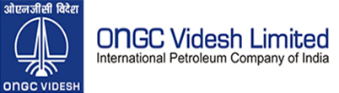 ओएनजीसी विदेश
ONGC VIDESH
ONGC Videsh Limited
International Petroleum Company of India